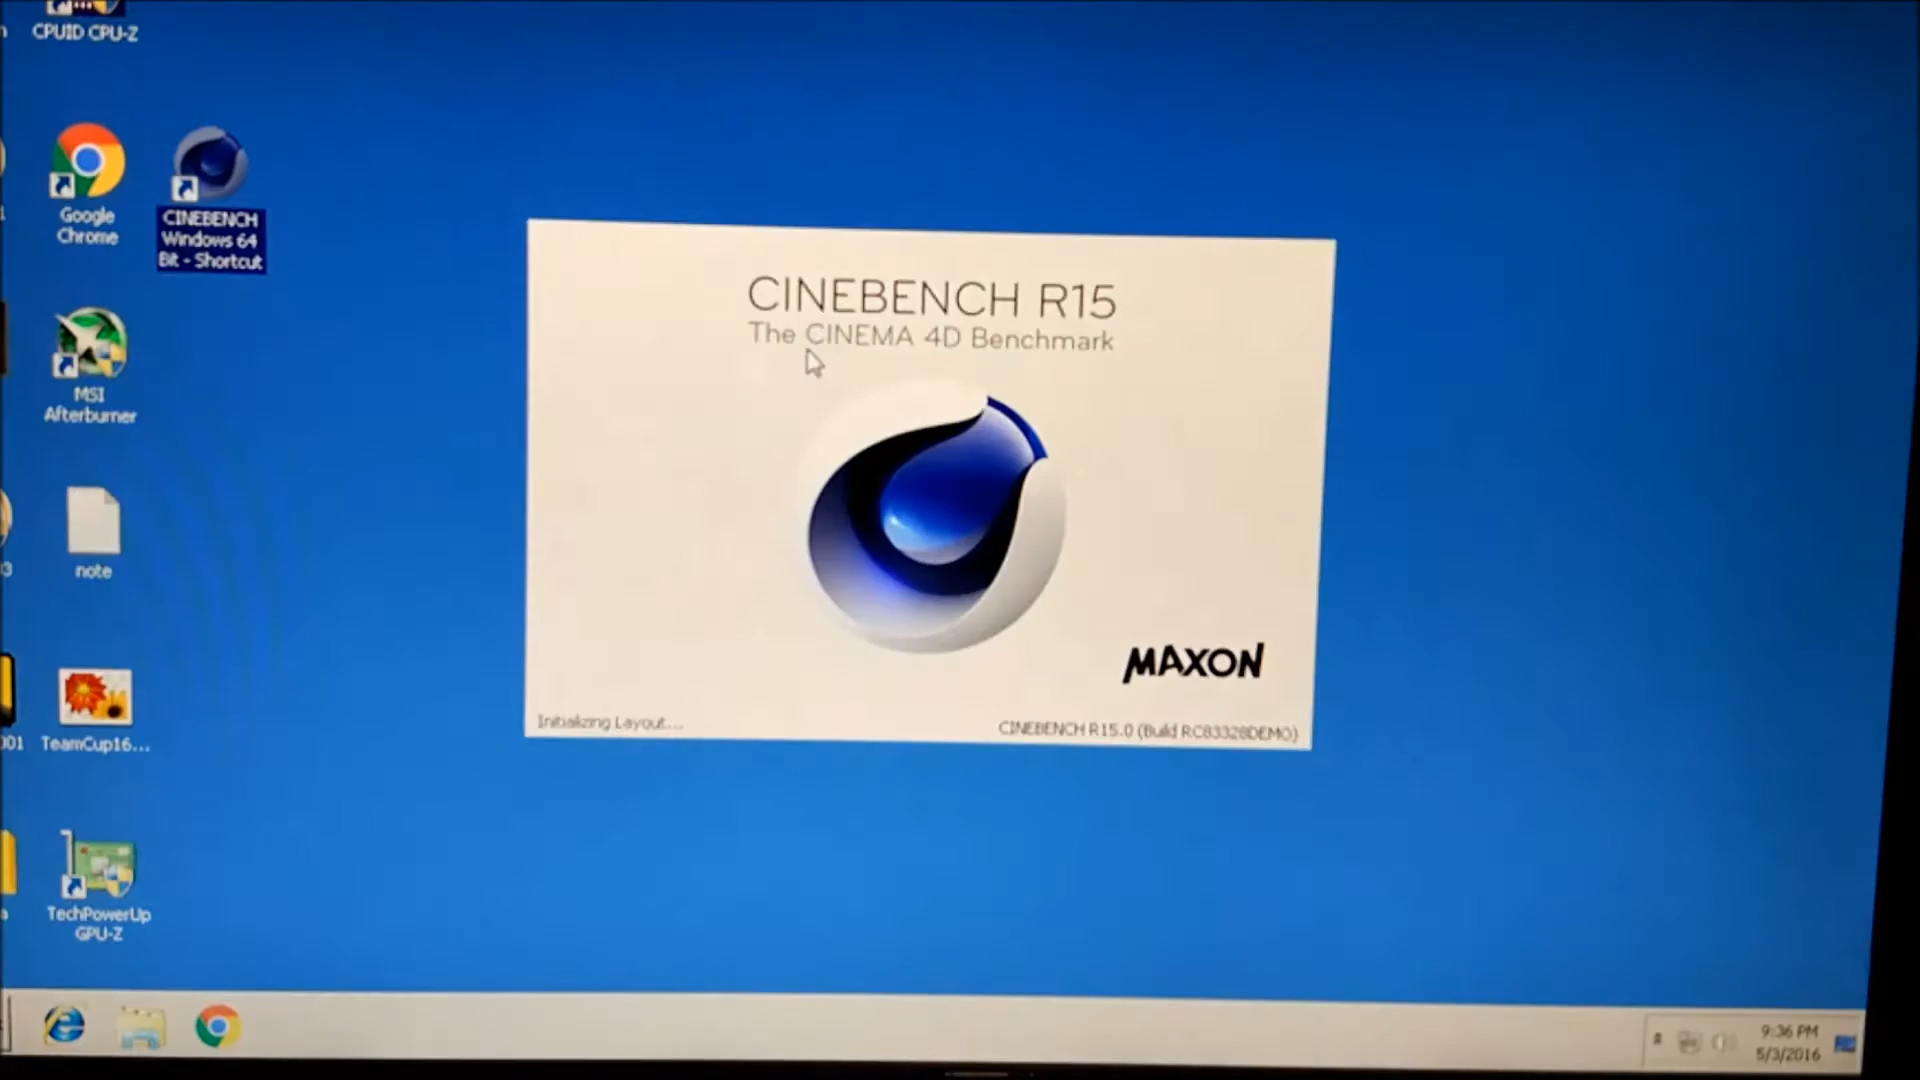 CPUID CPU-Z
Google
Chrome
CINEBENCH
Windows 64
Bit - Shortcut
MSI
Afterburner
note
TeamCup16...
TechPowerUp
GPU-Z
CINEBENCH R15
The CINEMA 4D Benchmark
MAXON
Initializing Layout...
CINEBENCH R15.0 (Build RC83328DEMO)
9:36 PM
5/3/2016